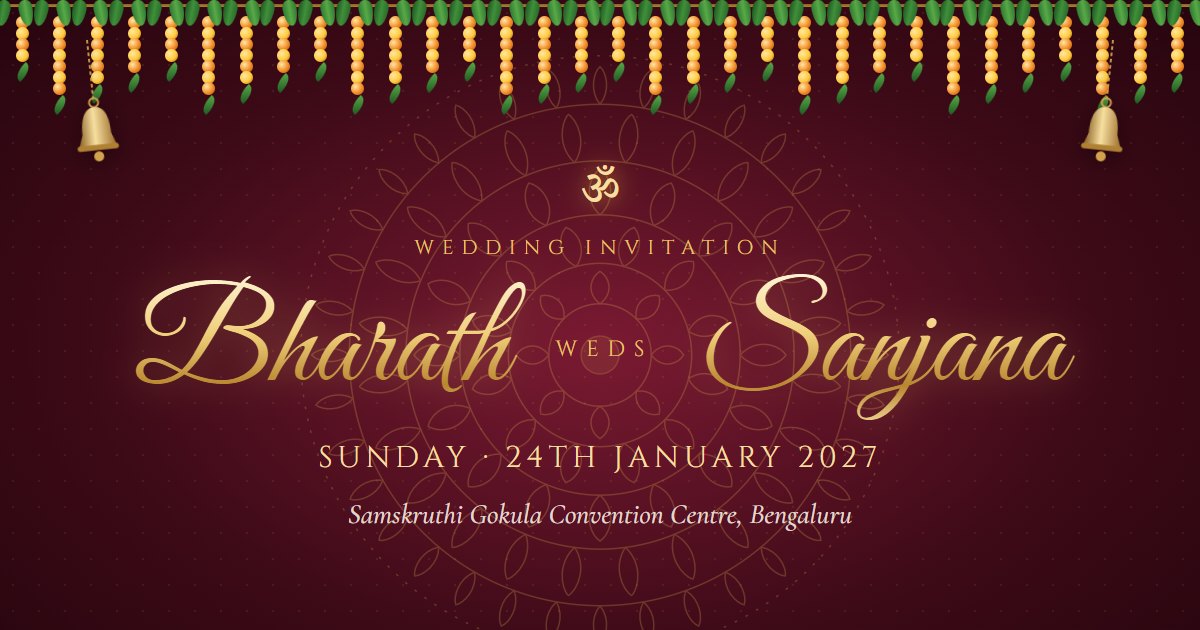 ॐ
WEDDING INVITATION
Bharath WEDS Sanjana
SUNDAY · 24TH JANUARY 2027
Samskruthi Gokula Convention Centre, Bengaluru